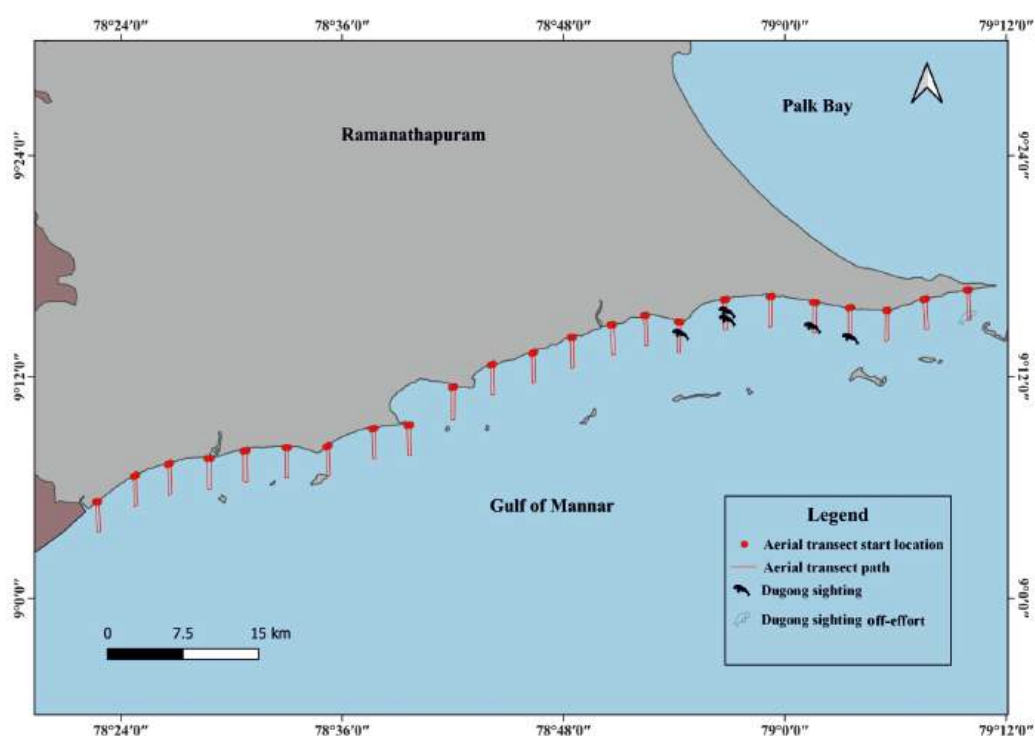 78°24'0" 78°36'0" 78°48'0" 79°0'0" 79°12'0"
Palk Bay
Ramanathapuram
9°24'0" 9°24'0"
9°12'0" 9°12'0"
Gulf of Mannar
Legend
Aerial transect start location
Aerial transect path
Dugong sighting
Dugong sighting off-effort
9°0'0" 9°0'0"
0 7.5 15 km
78°24'0" 78°36'0" 78°48'0" 79°0'0" 79°12'0"